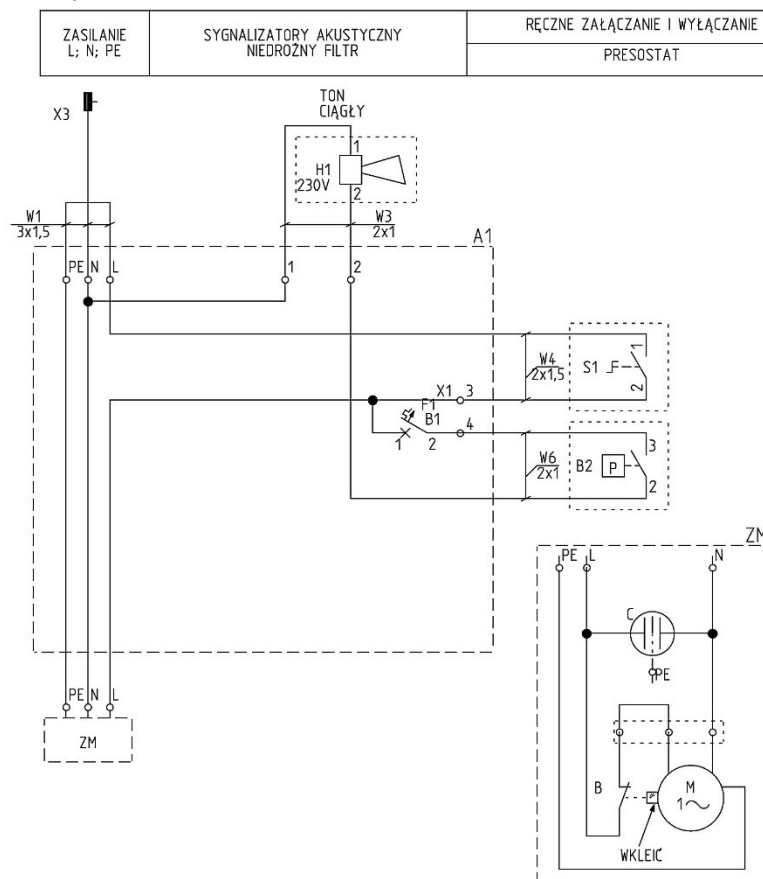 ZASILANIE
L; N; PE
SYGNALIZATORY AKUSTYCZNY
NIEDROŻNY FILTR
RĘCZNE ZAŁĄCZANIE I WYŁĄCZANIE
PRESOSTAT
X3
TON
CIĄGŁY
1
H1
230V
2
W1
3x1,5
W3
2x1
A1
PE N L
1
2
W4
2x1,5
S1
1
2
X1 3
F1
B1
1
2
4
W6
2x1
B2
P
3
2
ZM
PE L
N
C
PE
PE N L
ZM
B
M
1~
WKLEIĆ